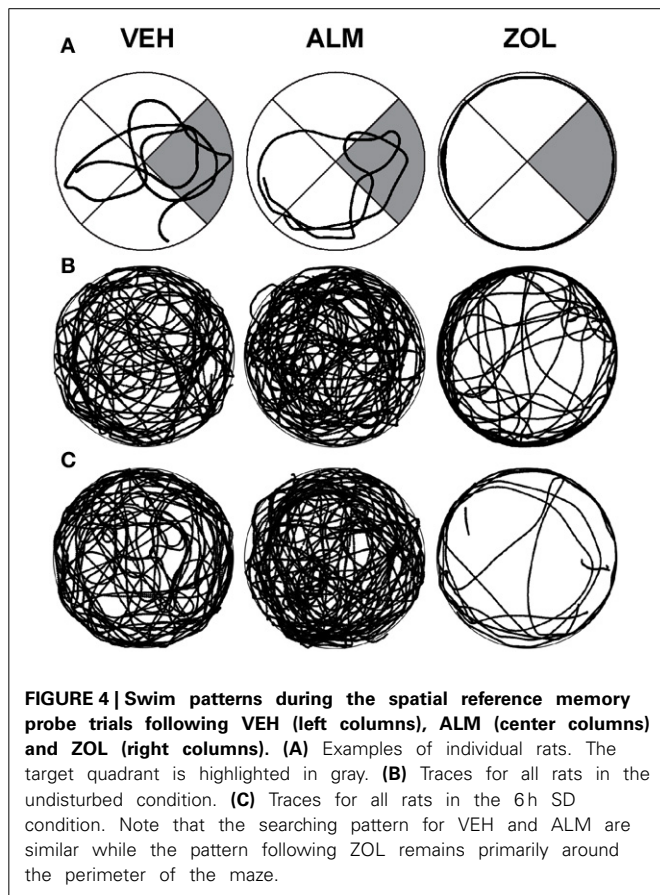 VEH ALM ZOL
A
B
C
FIGURE 4 | Swim patterns during the spatial reference memory
probe trials following VEH (left columns), ALM (center columns)
and ZOL (right columns). (A) Examples of individual rats. The
target quadrant is highlighted in gray. (B) Traces for all rats in the
undisturbed condition. (C) Traces for all rats in the 6 h SD
condition. Note that the searching pattern for VEH and ALM are
similar while the pattern following ZOL remains primarily around
the perimeter of the maze.